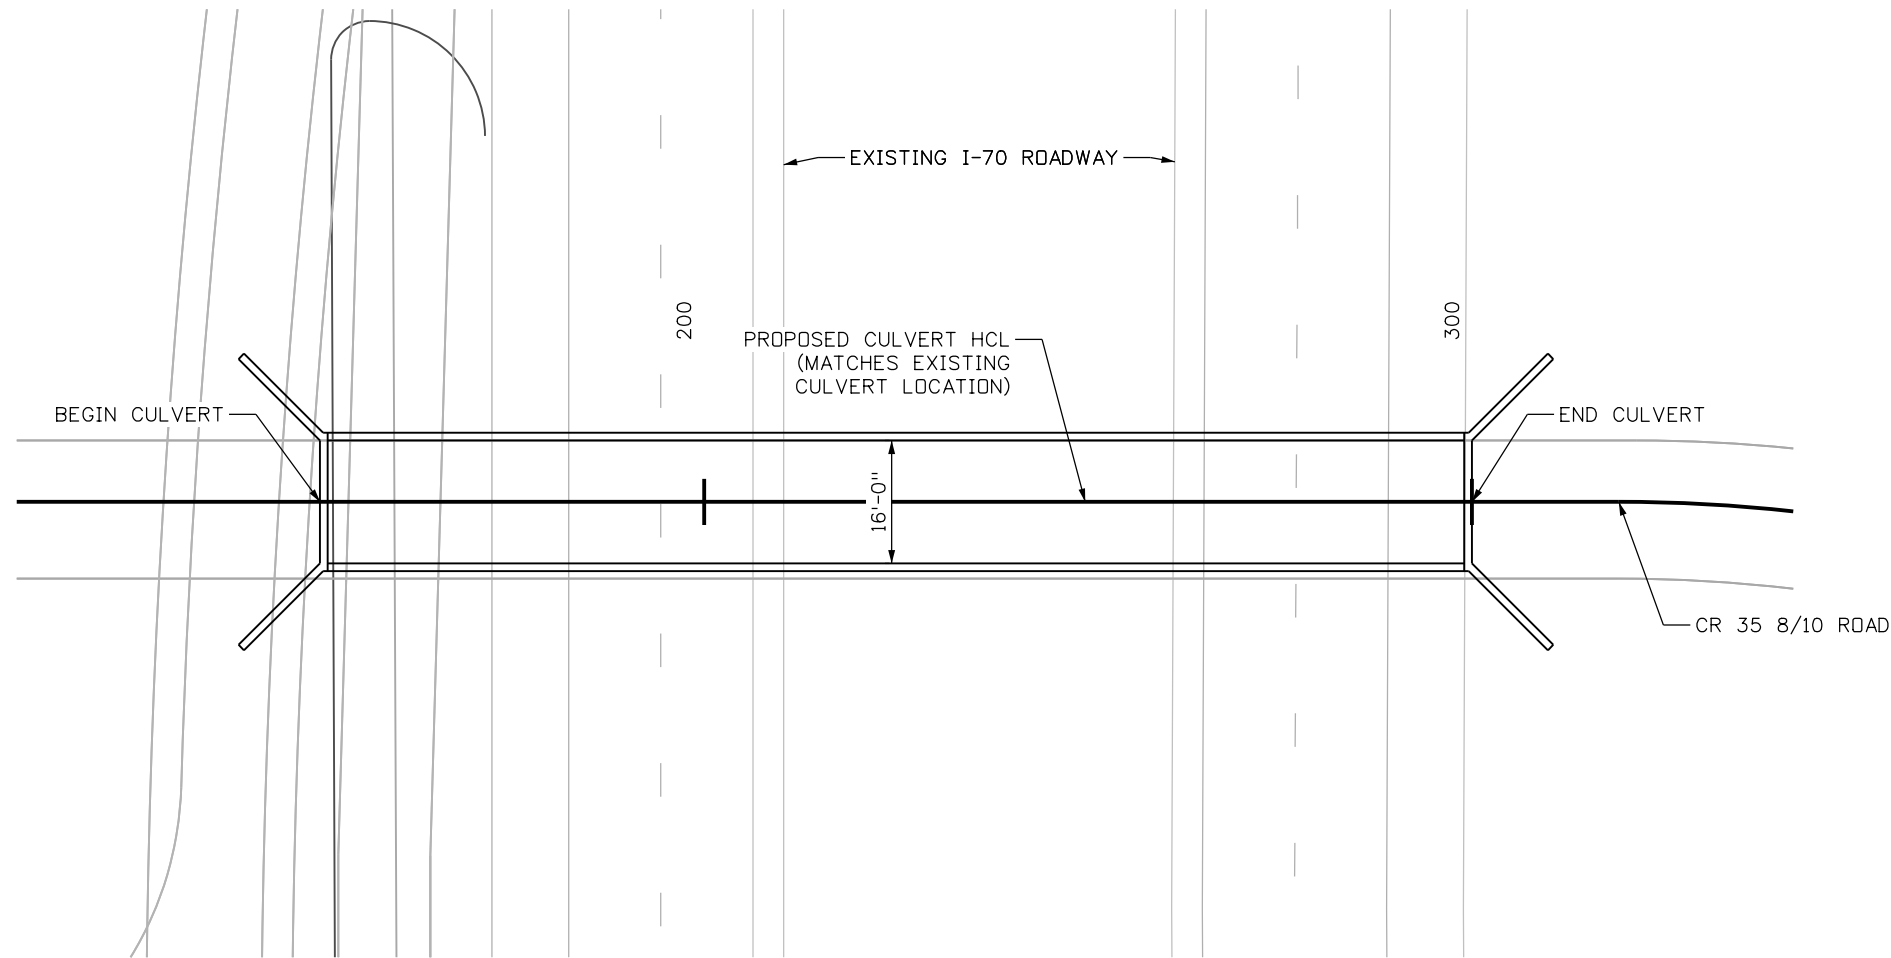 EXISTING I-70 ROADWAY
200
300
PROPOSED CULVERT HCL
(MATCHES EXISTING
CULVERT LOCATION)
BEGIN CULVERT
END CULVERT
16'-0"
CR 35 8/10 ROAD